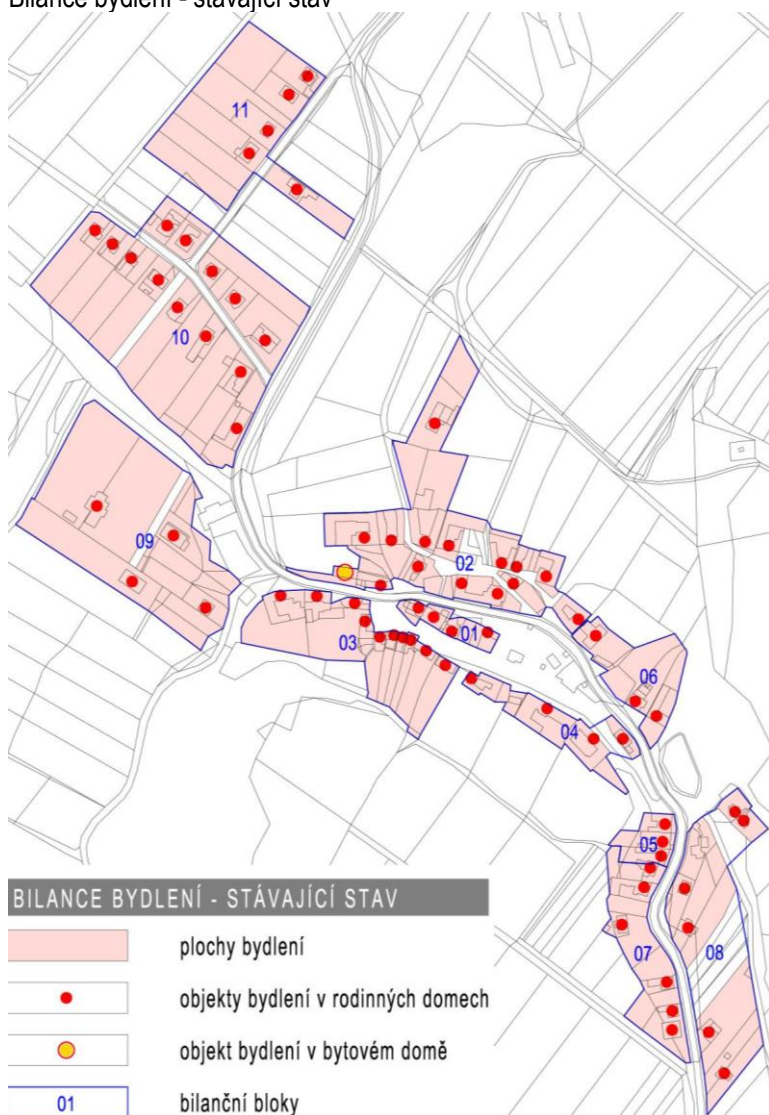 Bilance bydlení - stávající stav
11
10
09
02
03
01
06
04
05
07
08
BILANCE BYDLENÍ - STÁVAJÍCÍ STAV
plochy bydlení
objekty bydlení v rodinných domech
objekt bydlení v bytovém domě
01 bilanční bloky